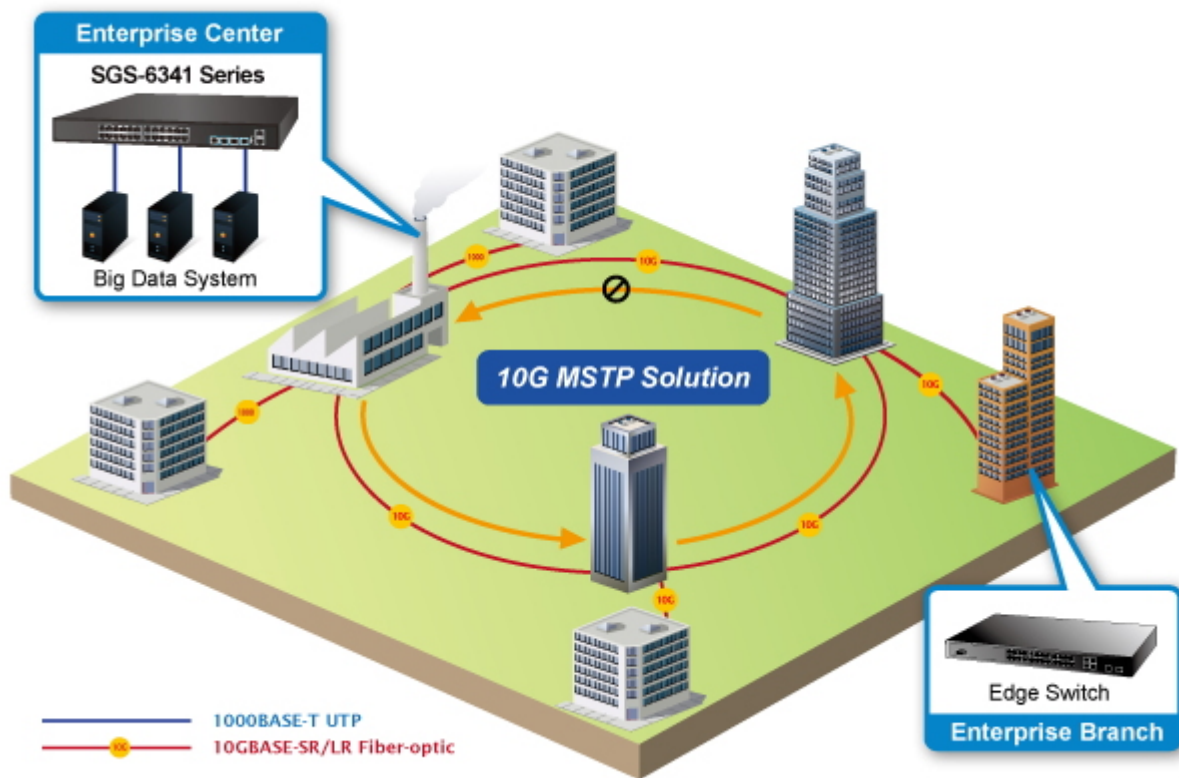 Enterprise Center
SGS-6341 Series
Big Data System
1000
10G
10G MSTP Solution
10G
1000
10G
10G
10G
Edge Switch
Enterprise Branch
1000BASE-T UTP
10G
10GBASE-SR/LR Fiber-optic